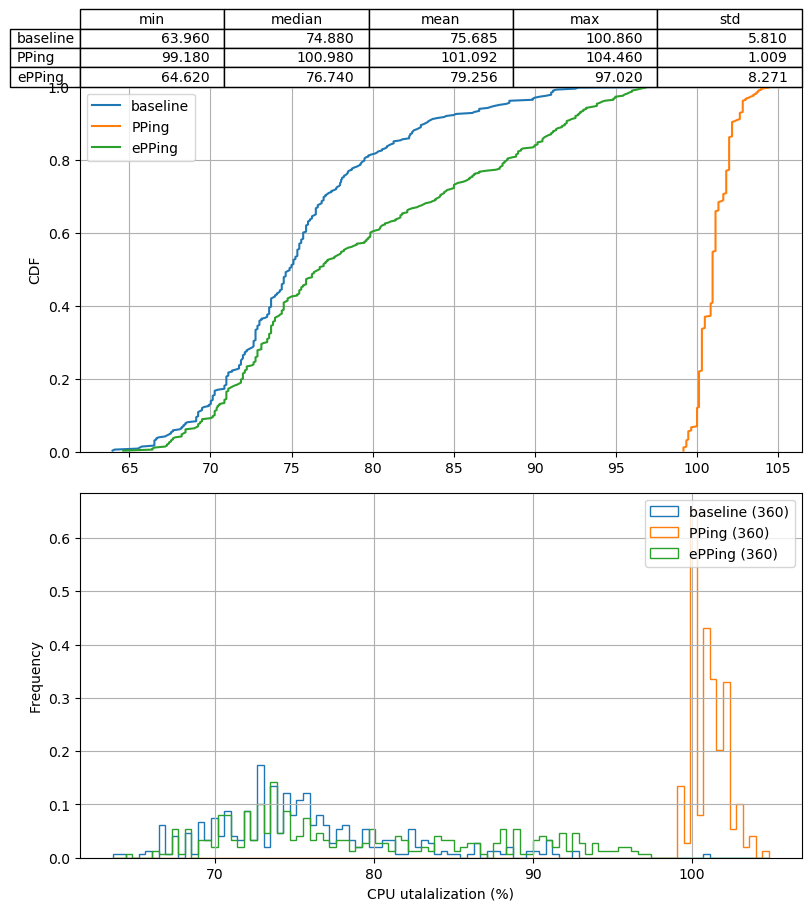 min median mean max std
baseline 63.960 74.880 75.685 100.860 5.810
PPing 99.180 100.980 101.092 104.460 1.009
ePPing 64.620 76.740 79.256 97.020 8.271
1.0
baseline
PPing
ePPing
0.8
0.6
CDF
0.4
0.2
0.0
65 70 75 80 85 90 95 100 105
baseline (360)
PPing (360)
ePPing (360)
0.6
0.5
0.4
Frequency
0.3
0.2
0.1
0.0
70 80 90 100
CPU utalalization (%)